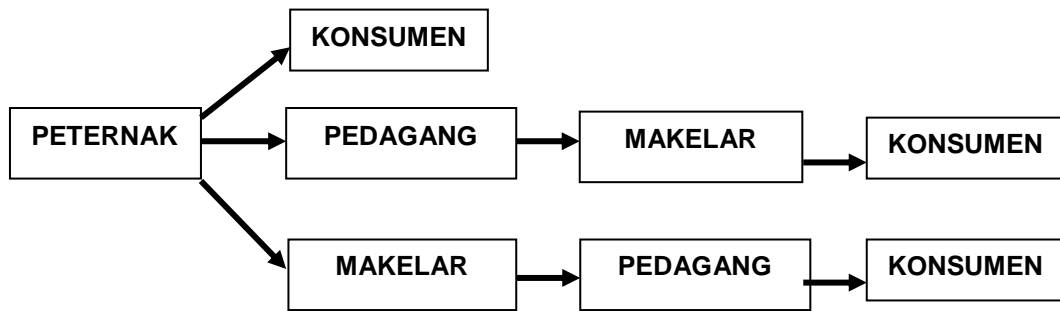 KONSUMEN
PETERNAK
PEDAGANG
MAKELAR
KONSUMEN
MAKELAR
PEDAGANG
KONSUMEN